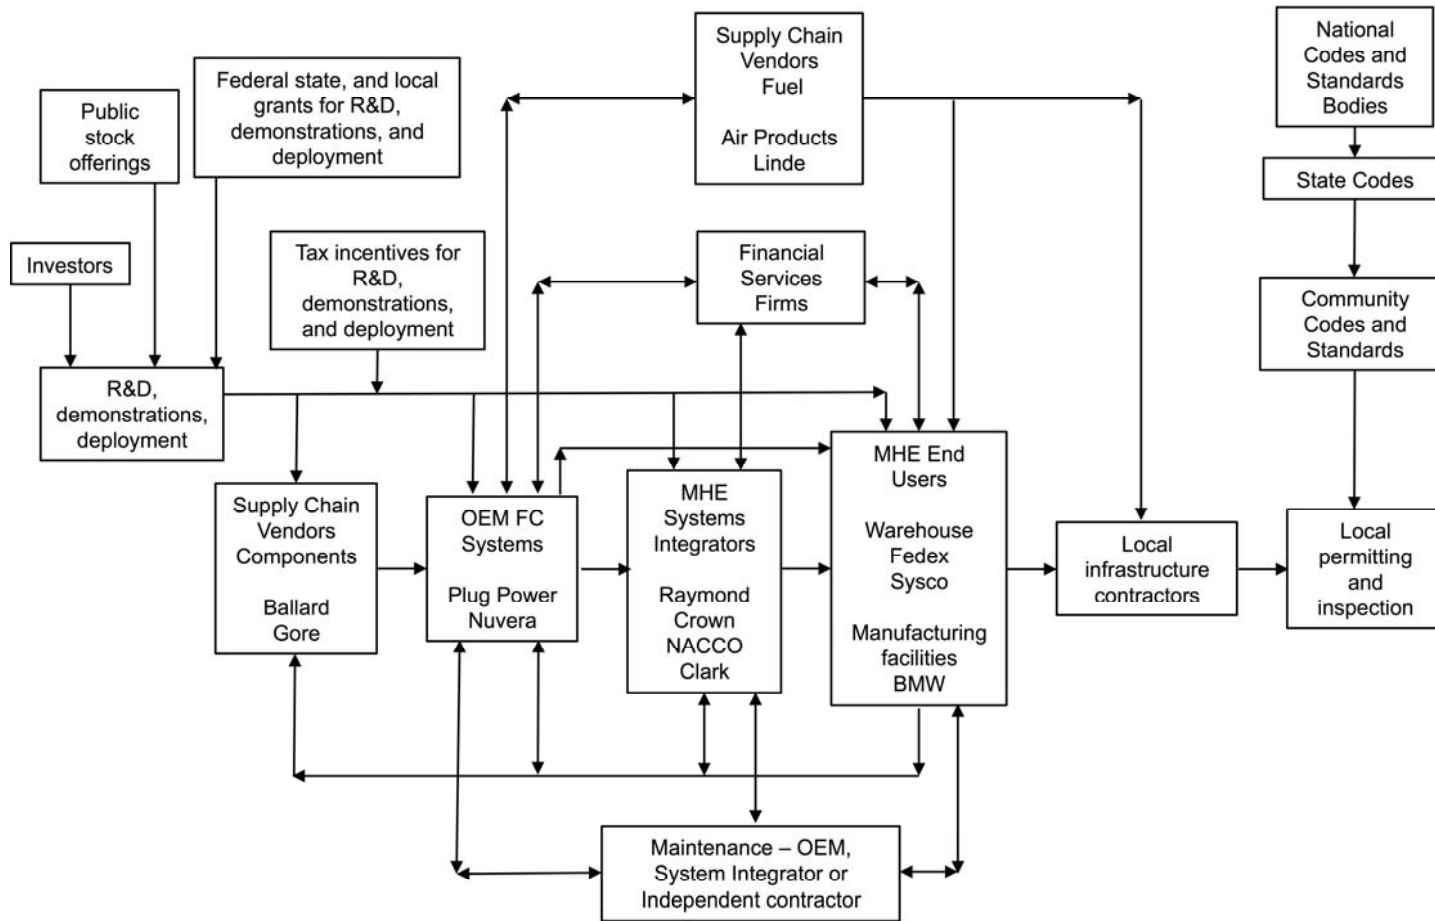 Supply Chain
Vendors
Fuel
Air Products
Linde
National
Codes and
Standards
Bodies
Federal state, and local
grants for R&D,
demonstrations, and
deployment
Public
stock
offerings
State Codes
Investors
Tax incentives for
R&D,
demonstrations,
and deployment
Financial
Services
Firms
Community
Codes and
Standards
R&D,
demonstrations,
deployment
Supply Chain
Vendors
Components
Ballard
Gore
OEM FC
Systems
Plug Power
Nuvera
MHE
Systems
Integrators
Raymond
Crown
NACCO
Clark
MHE End
Users
Warehouse
Fedex
Sysco
Manufacturing
facilities
BMW
Local
infrastructure
contractors
Local
permitting
and
inspection
Maintenance – OEM,
System Integrator or
Independent contractor